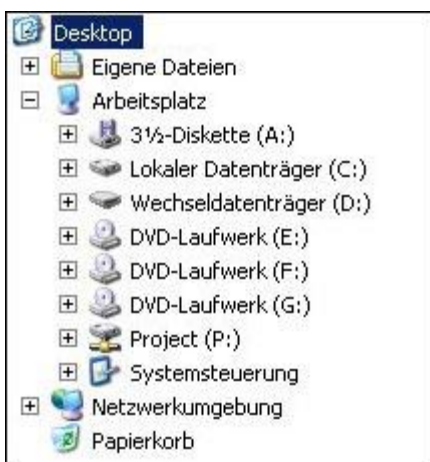 Desktop
Eigene Dateien
Arbeitsplatz
3½-Diskette (A:)
Lokaler Datenträger (C:)
Wechseldatenträger (D:)
DVD-Laufwerk (E:)
DVD-Laufwerk (F:)
DVD-Laufwerk (G:)
Project (P:)
Systemsteuerung
Netzwerkumgebung
Papierkorb